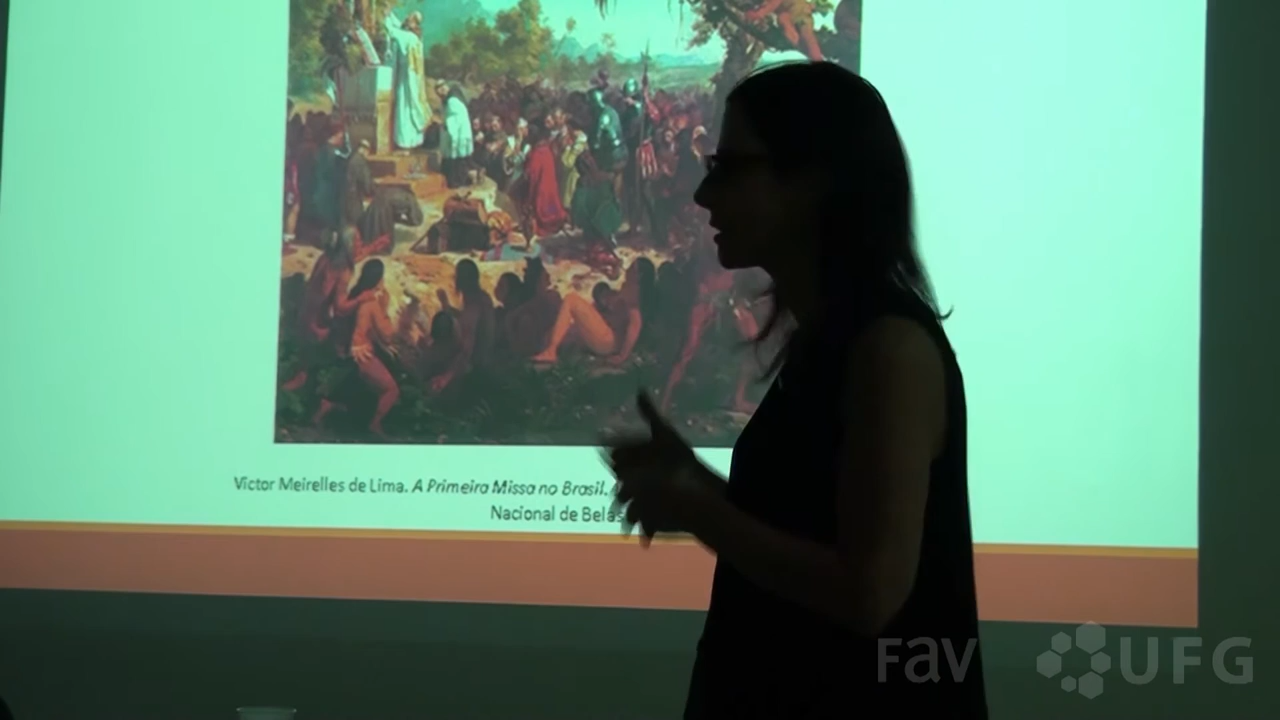 Victor Meirelles de Lima. A Primeira Missa no Brasil.
Nacional de Belas
FAV UFG